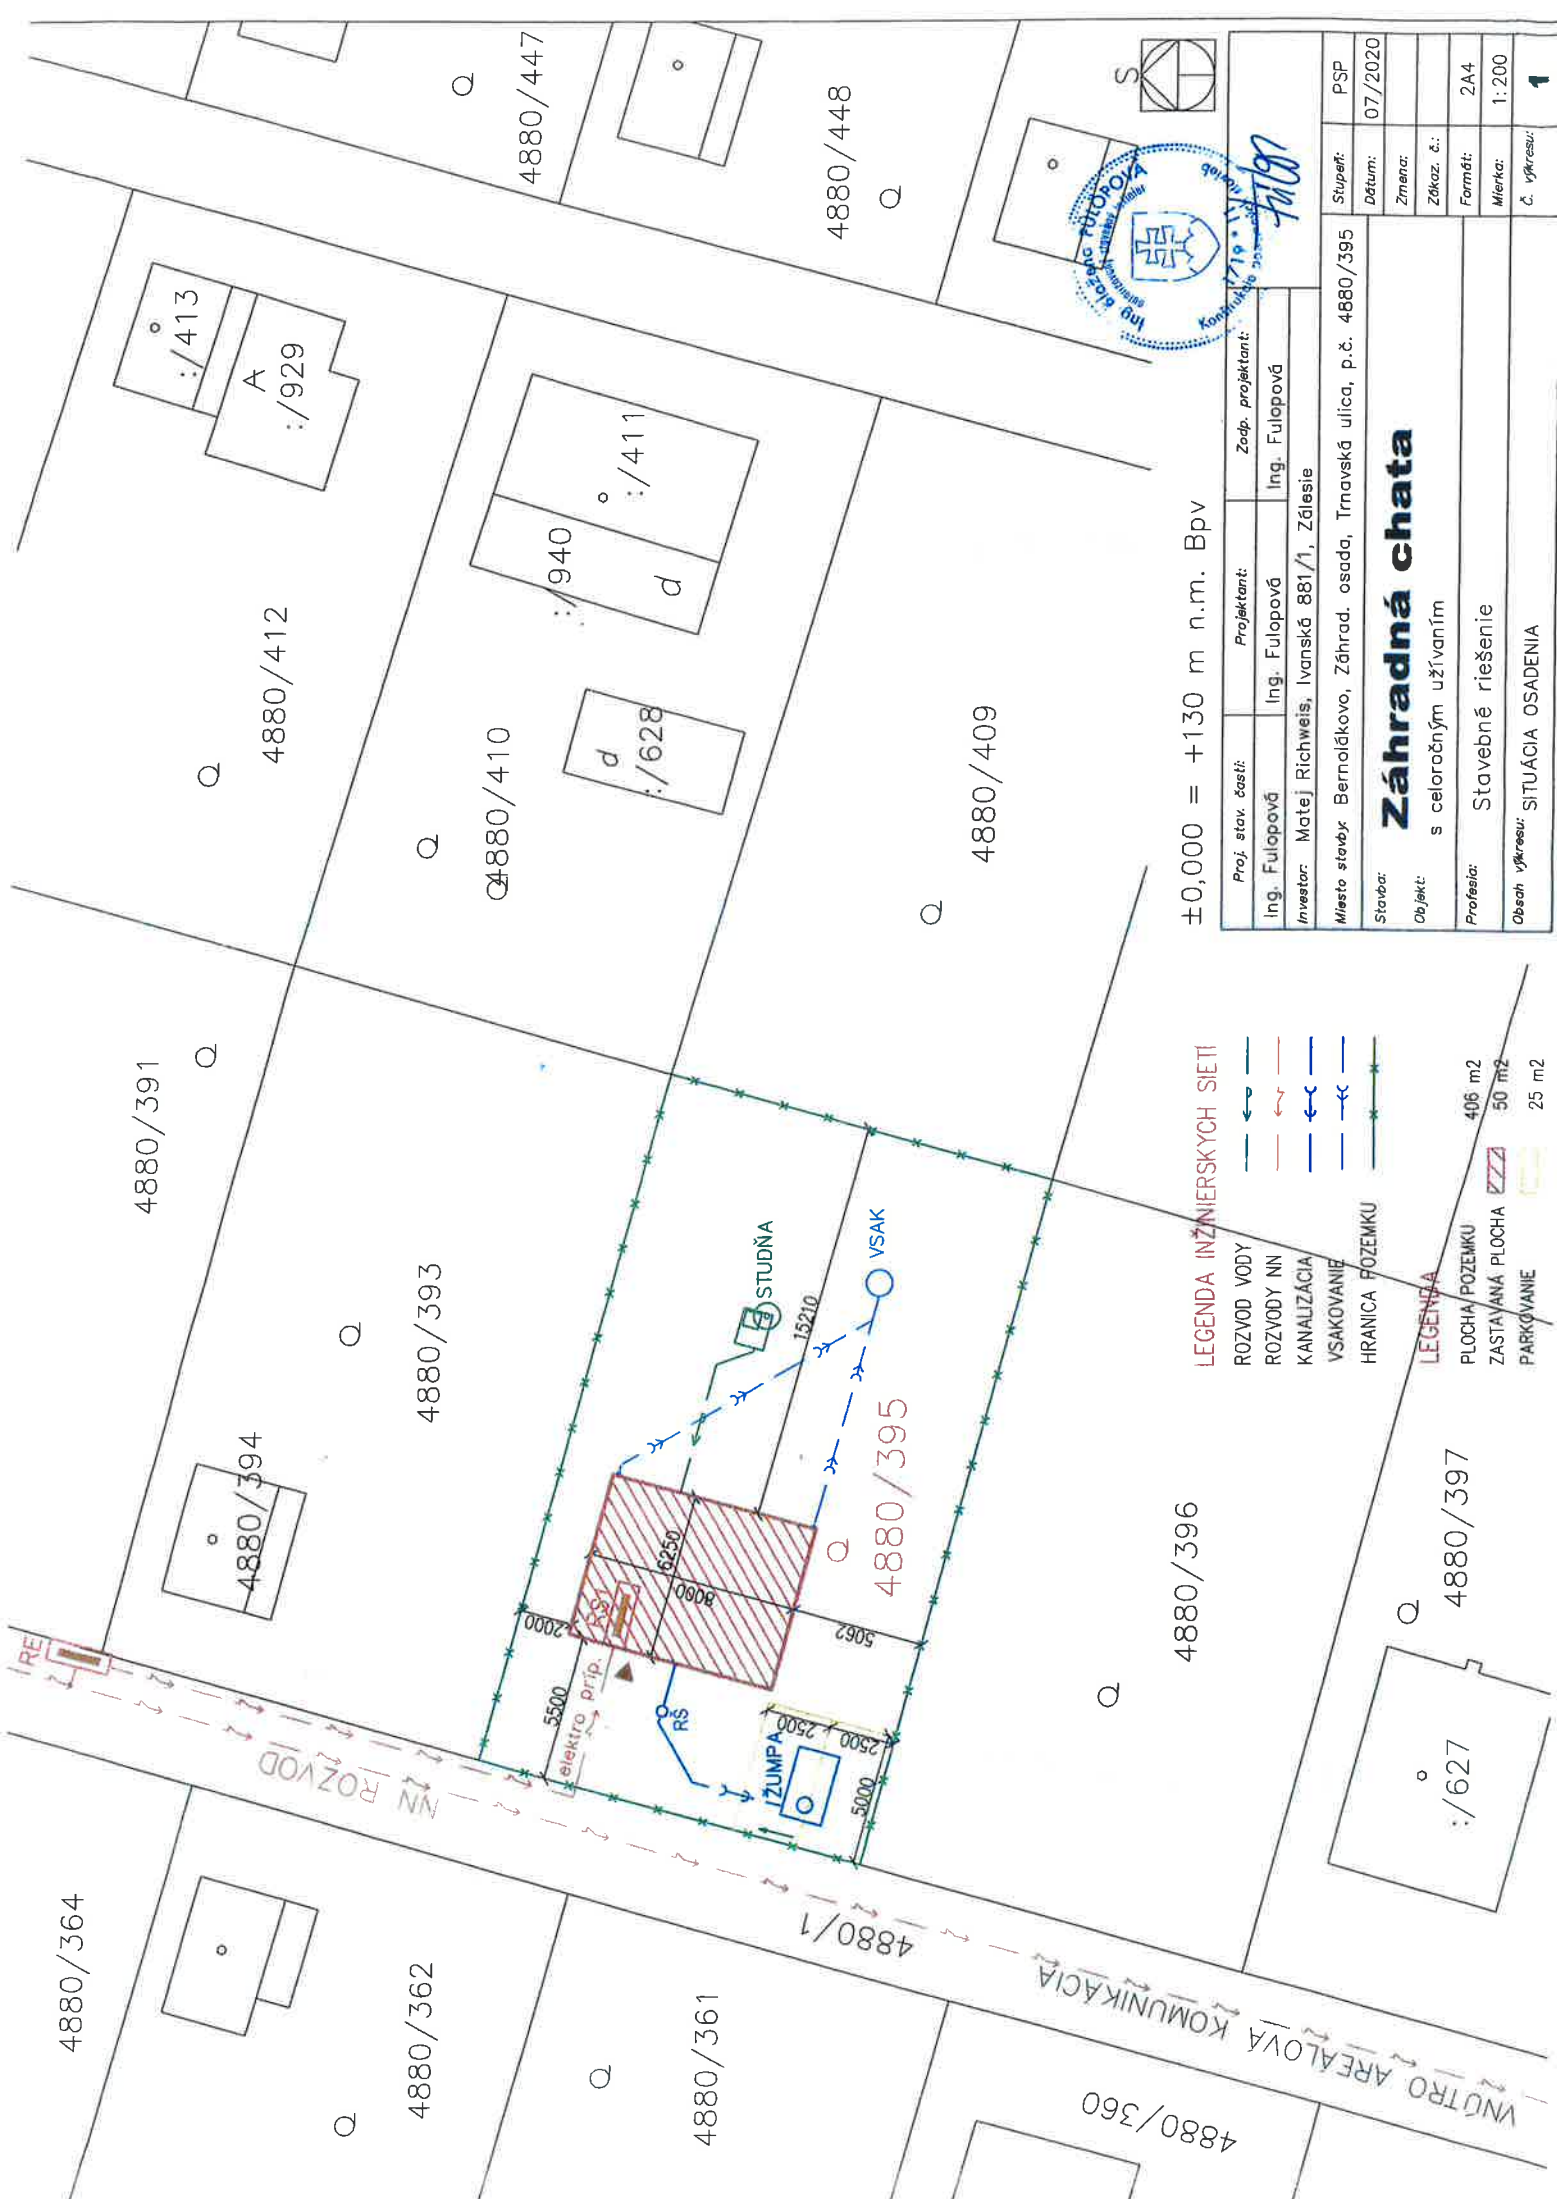 4880/364
4880/362
4880/361
4880/360
4880/1
NN ROZVOD
VNÚTRO AREÁLOVÁ KOMUNIKÁCIA
RE
4880/394
4880/391
4880/393
4880/412
4880/410
4880/409
:/413
A
:/929
:/940
d
:/411
d
:/628
4880/447
4880/448
4880/395
4880/396
4880/397
:/627
elektro príp.
RS1
RŠ
ŽUMPA
STUDŇA
VSAK
2000
5500
6250
8000
5062
15210
2500
2500
5000
S
±0,000 = +130 m n.m. Bpv
LEGENDA INŽINIERSKYCH SIETÍ
ROZVOD VODY
ROZVODY NN
KANALIZÁCIA
VSAKOVANIE
HRANICA POZEMKU
LEGENDA
PLOCHA POZEMKU 406 m2
ZASTAVANÁ PLOCHA 50 m2
PARKOVANIE 25 m2
Proj. stav. časti: Projektant: Zodp. projektant:
Ing. Fulopová Ing. Fulopová Ing. Fulopová
Investor: Matej Richweis, Ivanská 881/1, Zálesie
Miesto stavby: Bernolákovo, Záhrad. osada, Trnavská ulica, p.č. 4880/395
Stavba: Záhradná chata
Objekt: s celoročným užívaním
Profesia: Stavebné riešenie
Obsah výkresu: SITUÁCIA OSADENIA
Stupeň: PSP
Dátum: 07/2020
Zmena:
Zákaz. č.:
Formát: 2A4
Mierka: 1:200
Č. výkresu: 1